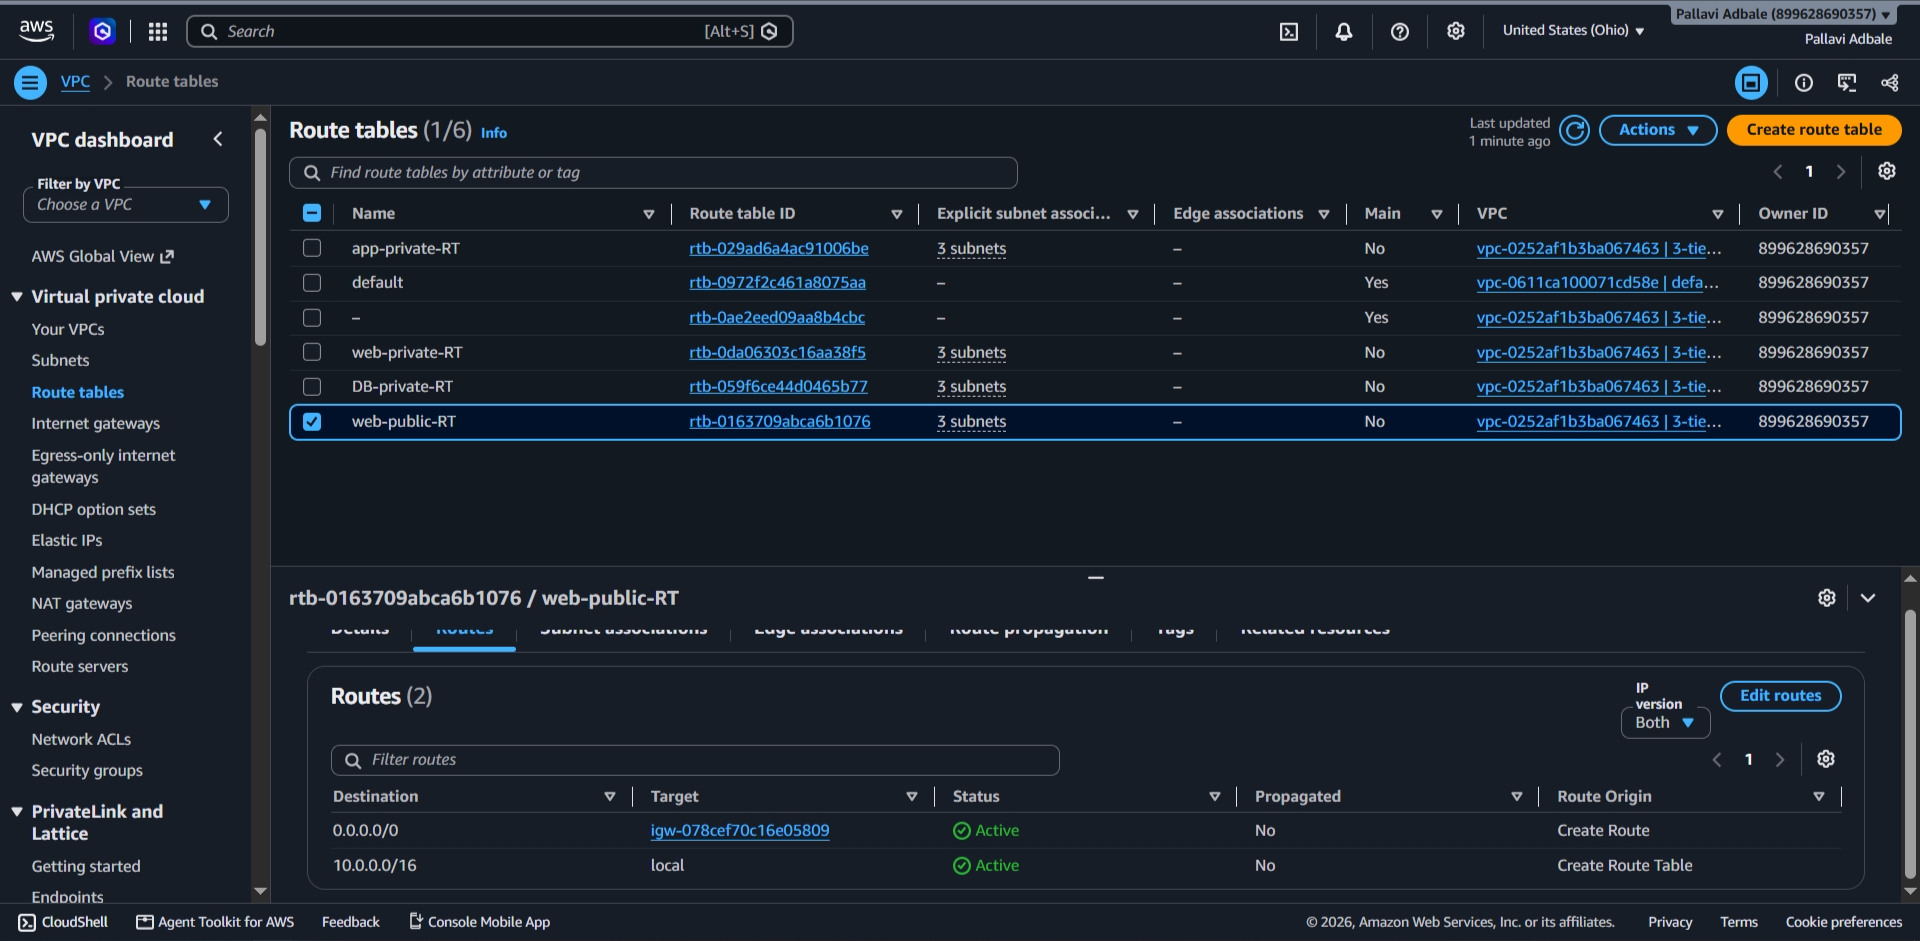 aws
Search [Alt+S]
United States (Ohio)
Pallavi Adbale (899628690357)
Pallavi Adbale
VPC Route tables
VPC dashboard
Filter by VPC
Choose a VPC
AWS Global View
Virtual private cloud
Your VPCs
Subnets
Route tables
Internet gateways
Egress-only internet
gateways
DHCP option sets
Elastic IPs
Managed prefix lists
NAT gateways
Peering connections
Route servers
Security
Network ACLs
Security groups
PrivateLink and
Lattice
Getting started
Endpoints
Route tables (1/6) Info
Last updated
1 minute ago
Actions
Create route table
Find route tables by attribute or tag
1
Name Route table ID Explicit subnet associ... Edge associations Main VPC Owner ID
app-private-RT rtb-029ad6a4ac91006be 3 subnets – No vpc-0252af1b3ba067463 | 3-tie... 899628690357
default rtb-0972f2c461a8075aa – – Yes vpc-0611ca100071cd58e | defa... 899628690357
– rtb-0ae2eed09aa8b4cbc – – Yes vpc-0252af1b3ba067463 | 3-tie... 899628690357
web-private-RT rtb-0da06303c16aa38f5 3 subnets – No vpc-0252af1b3ba067463 | 3-tie... 899628690357
DB-private-RT rtb-059f6ce44d0465b77 3 subnets – No vpc-0252af1b3ba067463 | 3-tie... 899628690357
web-public-RT rtb-0163709abca6b1076 3 subnets – No vpc-0252af1b3ba067463 | 3-tie... 899628690357
rtb-0163709abca6b1076 / web-public-RT
Details Routes Subnet associations Edge associations Route propagation Tags Related resources
Routes (2)
IP
version
Both
Edit routes
Filter routes
1
Destination Target Status Propagated Route Origin
0.0.0.0/0 igw-078cef70c16e05809 Active No Create Route
10.0.0.0/16 local Active No Create Route Table
CloudShell Agent Toolkit for AWS Feedback Console Mobile App © 2026, Amazon Web Services, Inc. or its affiliates. Privacy Terms Cookie preferences